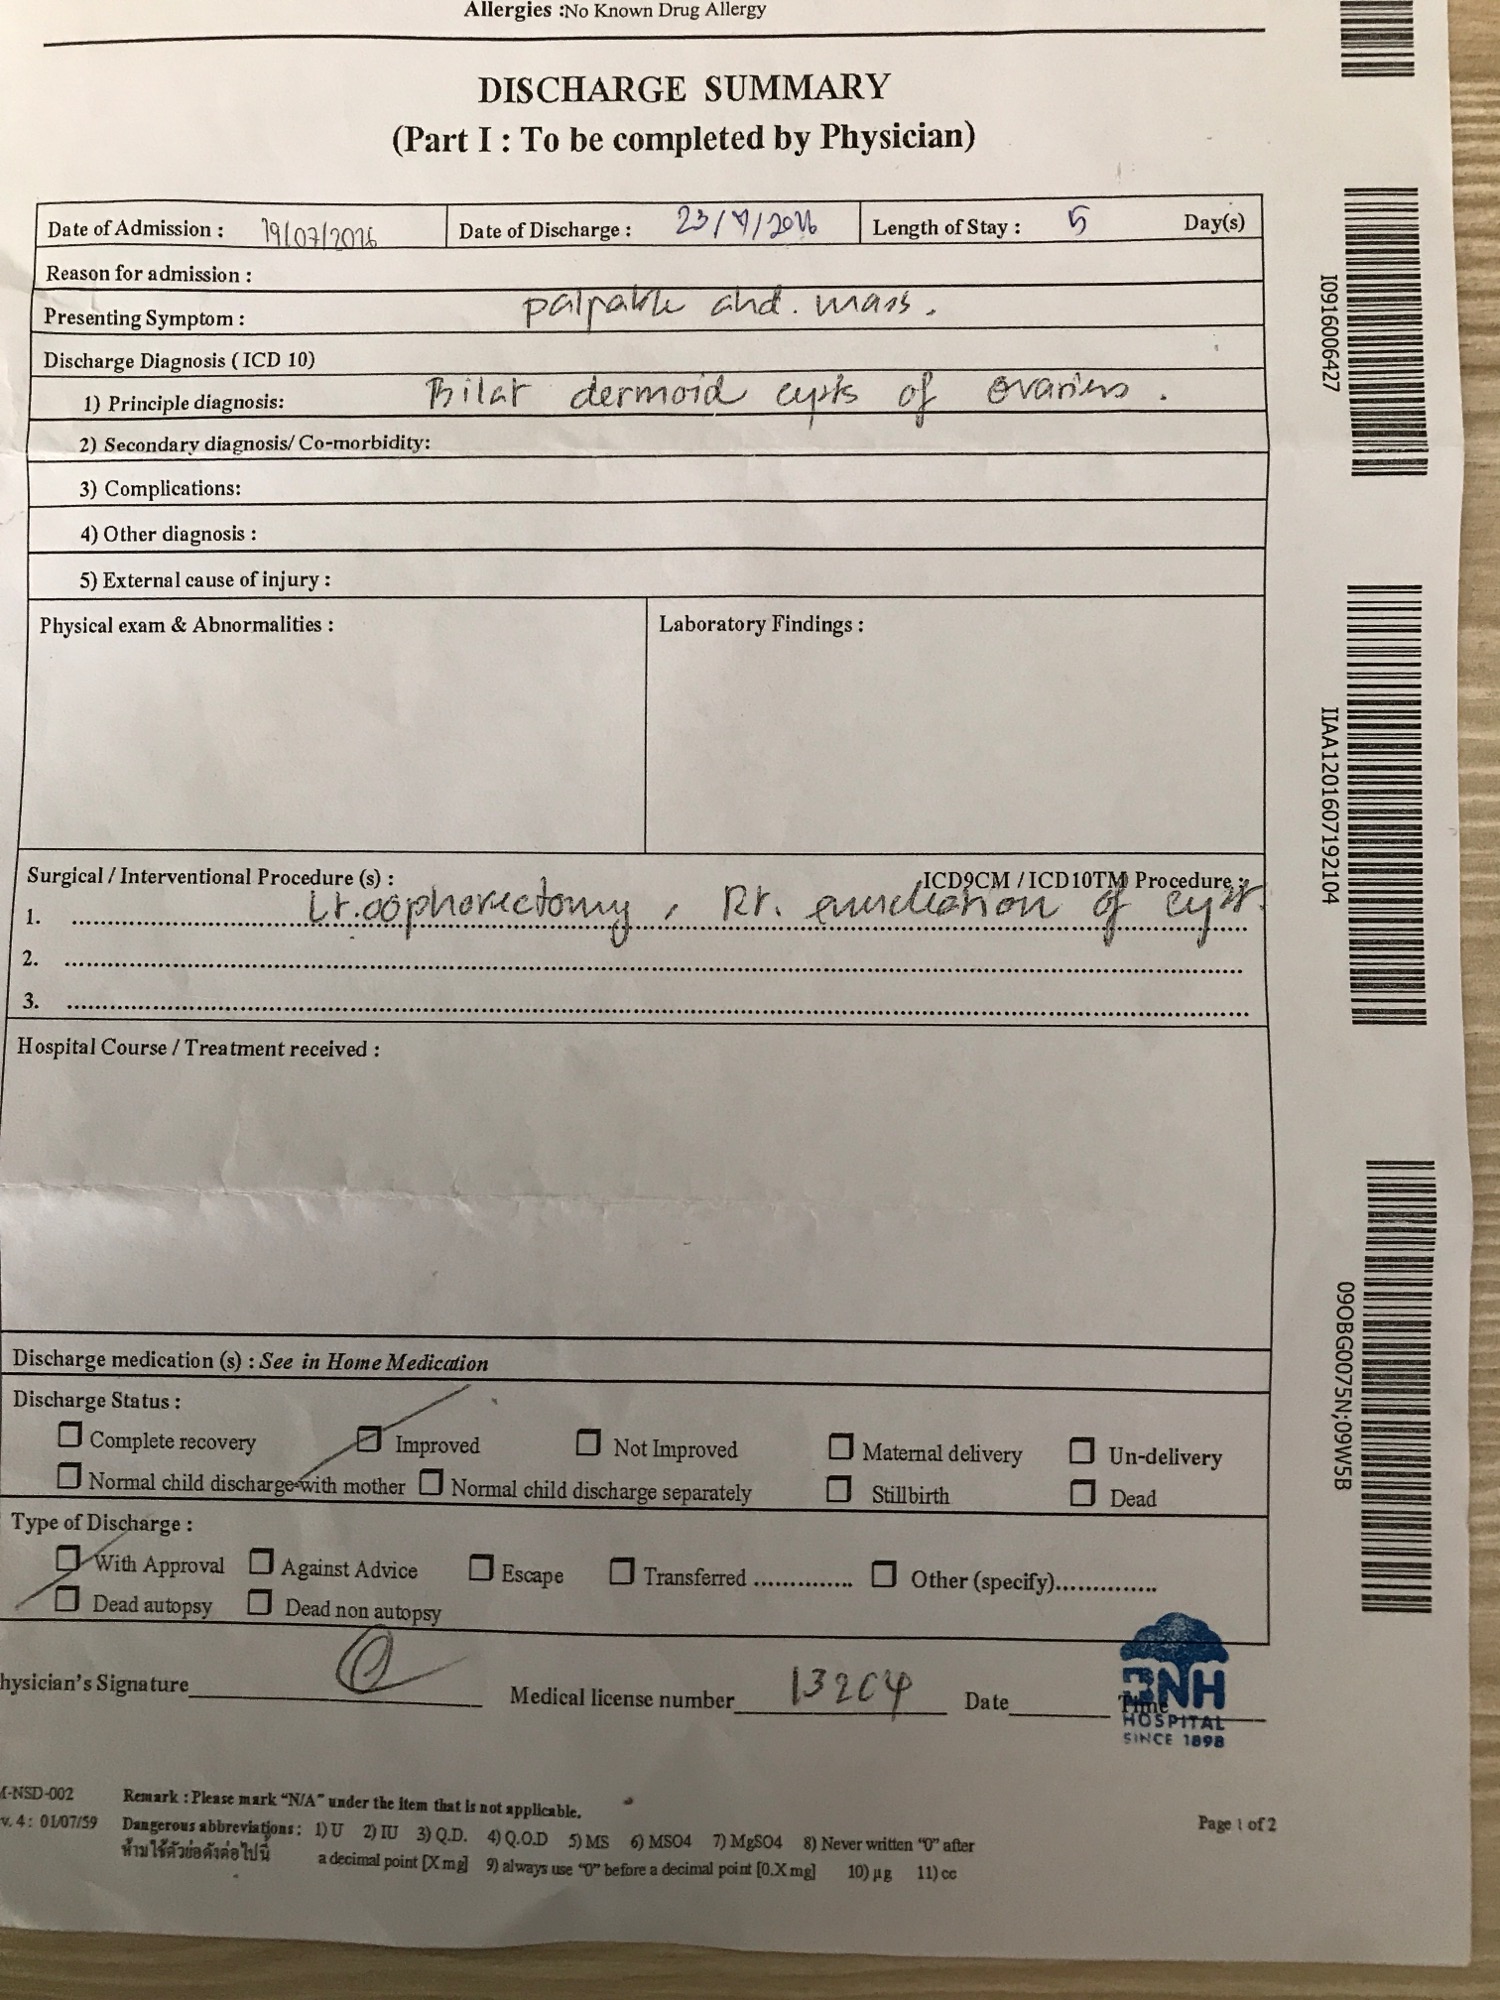 Allergies :No Known Drug Allergy
DISCHARGE SUMMARY
(Part I : To be completed by Physician)
Date of Admission : 19/07/2016 Date of Discharge : 23/7/2016 Length of Stay : 5 Day(s)
Reason for admission :
Presenting Symptom : palpable abd. mass.
Discharge Diagnosis ( ICD 10)
1) Principle diagnosis: Bilat dermoid cysts of ovaries.
2) Secondary diagnosis/ Co-morbidity:
3) Complications:
4) Other diagnosis :
5) External cause of injury :
Physical exam & Abnormalities : Laboratory Findings :
Surgical / Interventional Procedure (s) : ICD9CM / ICD10TM Procedure :
1. Lt. oophorectomy, Rt. enucleation of cyst.
2.
3.
Hospital Course / Treatment received :
Discharge medication (s) : See in Home Medication
Discharge Status :
Complete recovery Improved Not Improved Maternal delivery Un-delivery
Normal child discharge with mother Normal child discharge separately Stillbirth Dead
Type of Discharge :
With Approval Against Advice Escape Transferred .............. Other (specify)..............
Dead autopsy Dead non autopsy
hysician's Signature Medical license number Date Time
BNH
HOSPITAL
SINCE 1898
-NSD-002 Remark : Please mark "N/A" under the item that is not applicable.
v. 4 : 01/07/59 Dangerous abbreviations : 1) U 2) IU 3) Q.D. 4) Q.O.D 5) MS 6) MSO4 7) MgSO4 8) Never written "0" after
ห้ามใช้ตัวย่อดังต่อไปนี้ a decimal point [X mg] 9) always use "0" before a decimal point [0.X mg] 10) µg 11) cc
Page 1 of 2
I0916006427
IIAA1201607192104
09OBG0075N;09W5B